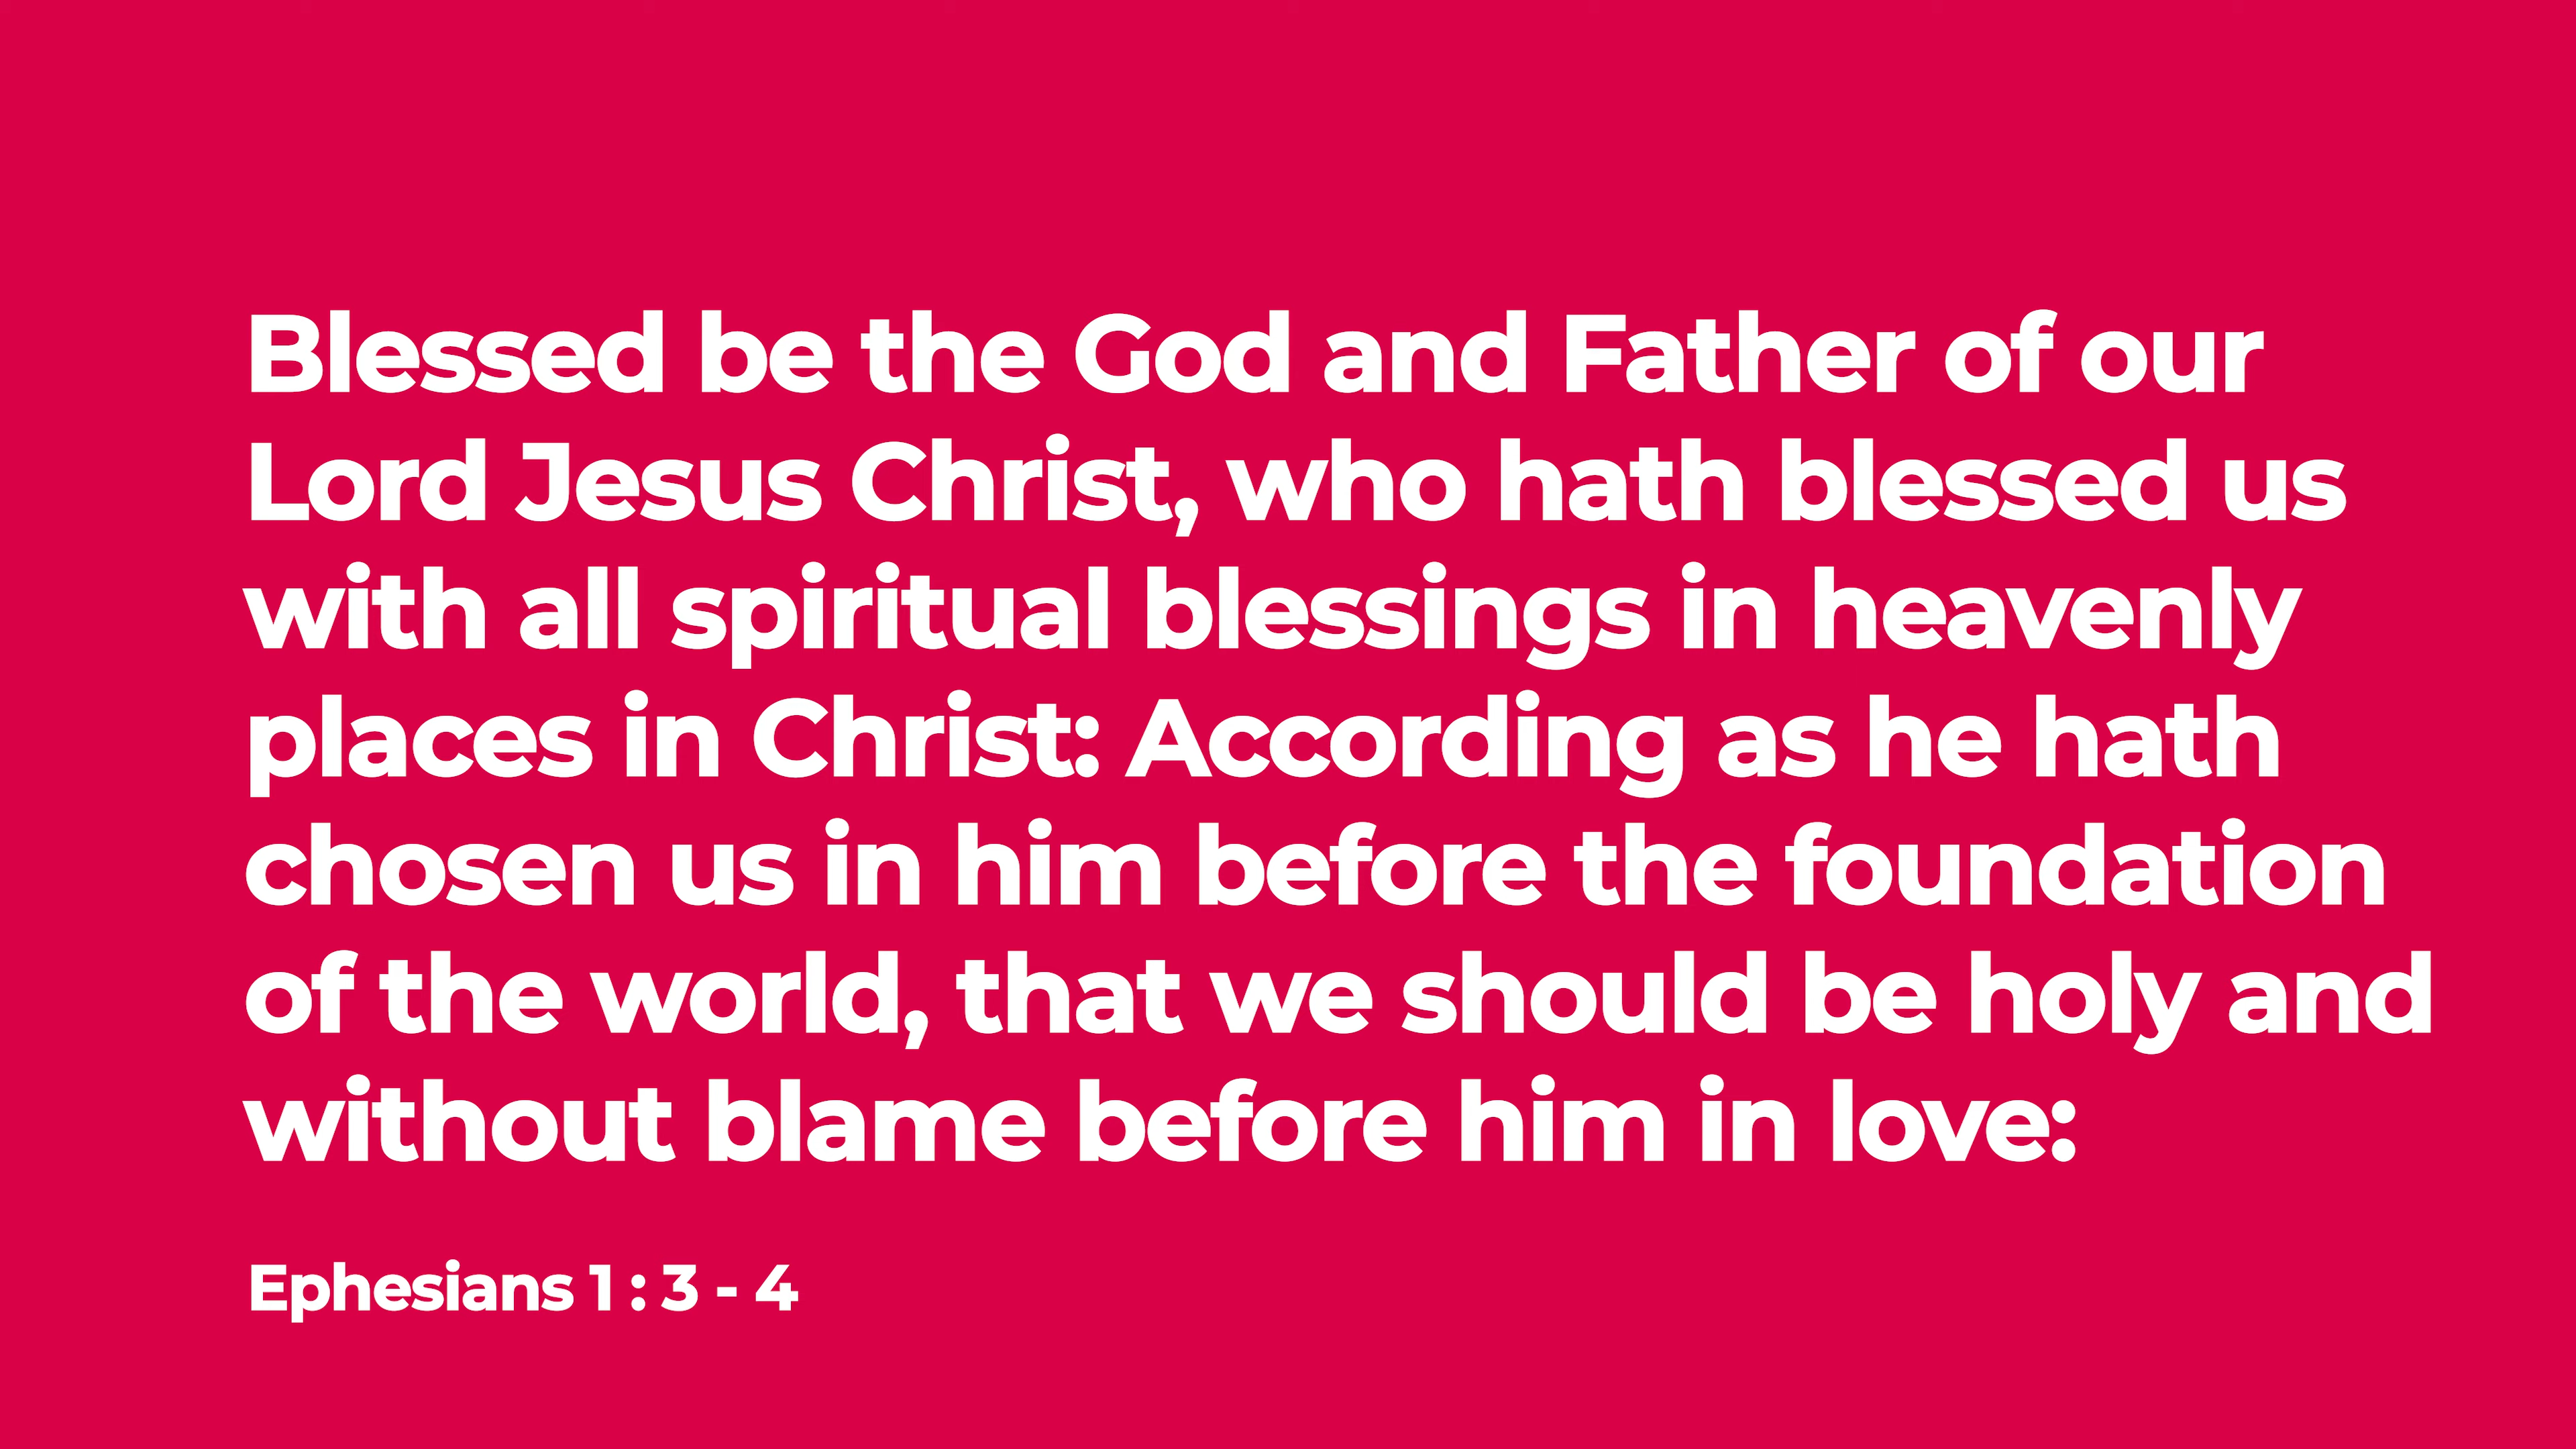 Blessed be the God and Father of our
Lord Jesus Christ, who hath blessed us
with all spiritual blessings in heavenly
places in Christ: According as he hath
chosen us in him before the foundation
of the world, that we should be holy and
without blame before him in love:
Ephesians 1 : 3 - 4